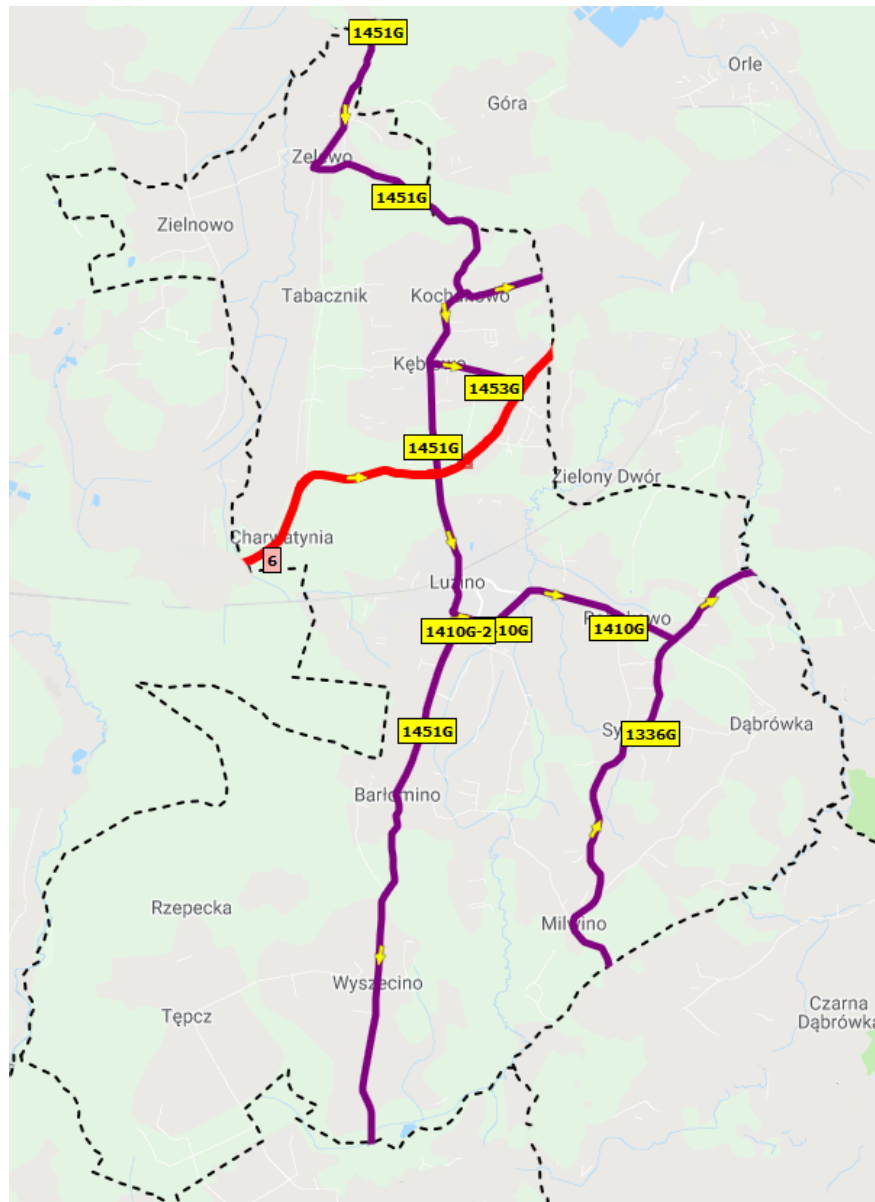 1451G
Orle
Góra
Zelewo
1451G
Zielnowo
Tabacznik
Kochanowo
Kębłowo
1453G
1451G
Zielony Dwór
Charwatynia
6
Luzino
1410G-2
10G
1410G
1451G
1336G
Dąbrówka
Barłomino
Rzepecka
Milwino
Wyszecino
Tępcz
Czarna
Dąbrówka